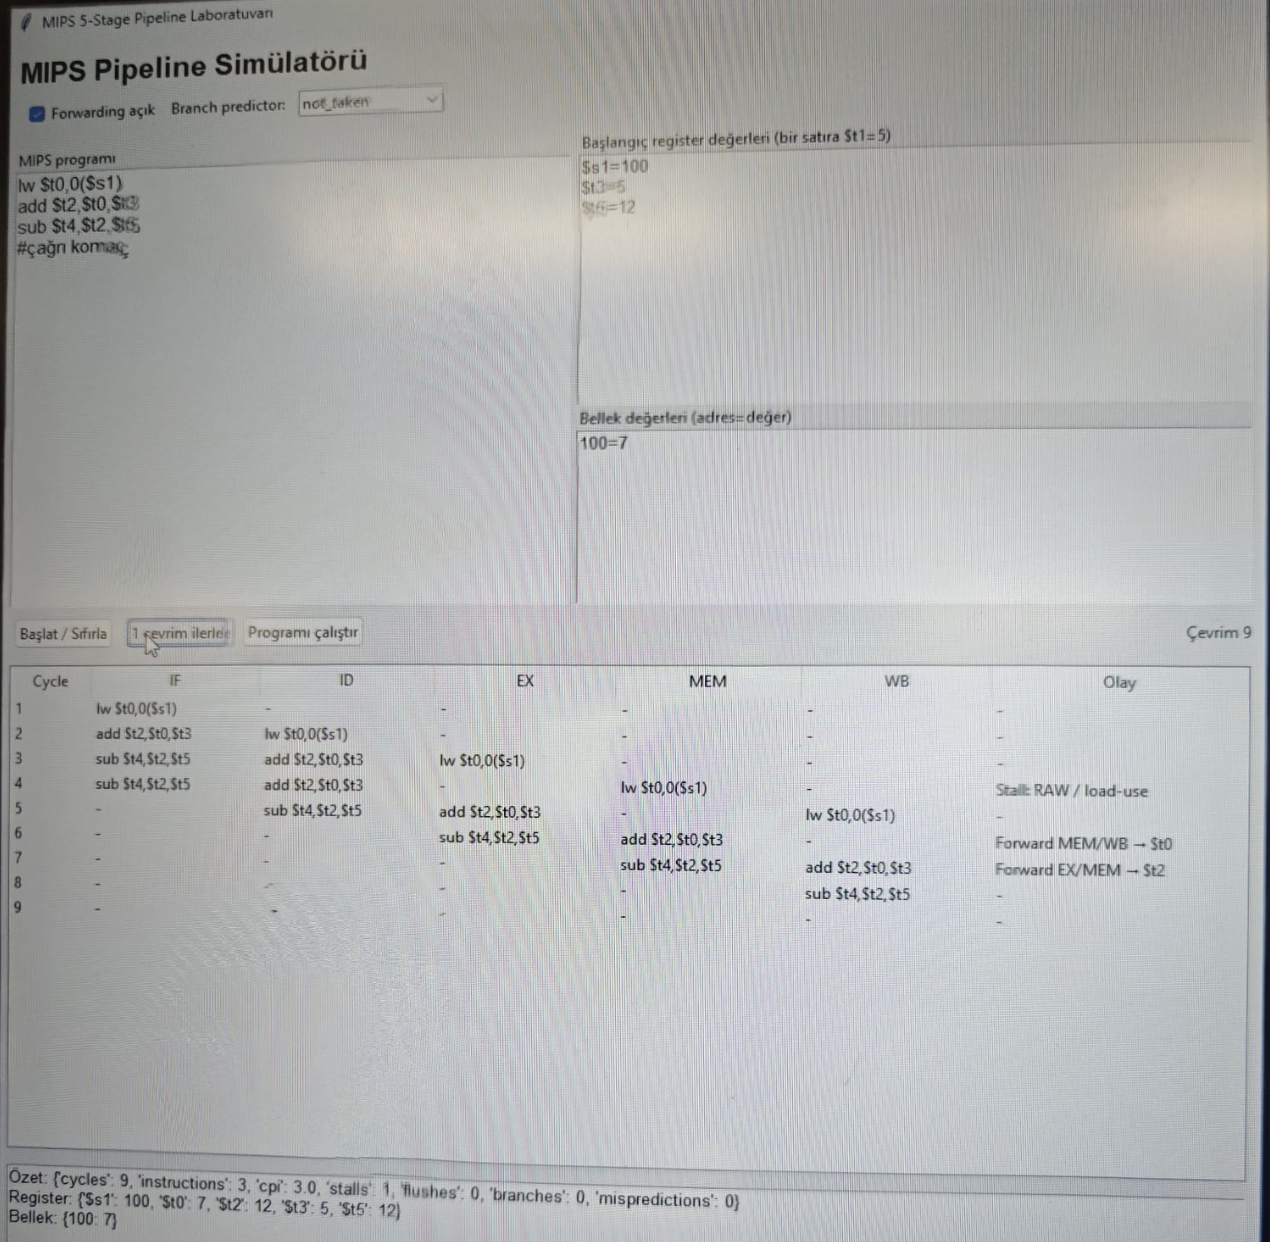 MIPS 5-Stage Pipeline Laboratuvarı
MIPS Pipeline Simülatörü
Forwarding açık Branch predictor: not_taken
MIPS programı
lw $t0,0($s1)
add $t2,$t0,$t3
sub $t4,$t2,$t5
#çağrı
Başlangıç register değerleri (bir satıra $t1=5)
$s1=100
$t3=5
$t5=12
Bellek değerleri (adres=değer)
100=7
Başlat / Sıfırla 1 çevrim ilerle Programı çalıştır Çevrim 9
Cycle IF ID EX MEM WB Olay
1 lw $t0,0($s1) - - - - -
2 add $t2,$t0,$t3 lw $t0,0($s1) - - - -
3 sub $t4,$t2,$t5 add $t2,$t0,$t3 lw $t0,0($s1) - - -
4 sub $t4,$t2,$t5 add $t2,$t0,$t3 - lw $t0,0($s1) - Stall: RAW / load-use
5 - sub $t4,$t2,$t5 add $t2,$t0,$t3 - lw $t0,0($s1) -
6 - - sub $t4,$t2,$t5 add $t2,$t0,$t3 - Forward MEM/WB → $t0
7 - - - sub $t4,$t2,$t5 add $t2,$t0,$t3 Forward EX/MEM → $t2
8 - - - - sub $t4,$t2,$t5 -
9 - - - - - -
Özet: {'cycles': 9, 'instructions': 3, 'cpi': 3.0, 'stalls': 1, 'flushes': 0, 'branches': 0, 'mispredictions': 0}
Register: {'$s1': 100, '$t0': 7, '$t2': 12, '$t3': 5, '$t5': 12}
Bellek: {100: 7}